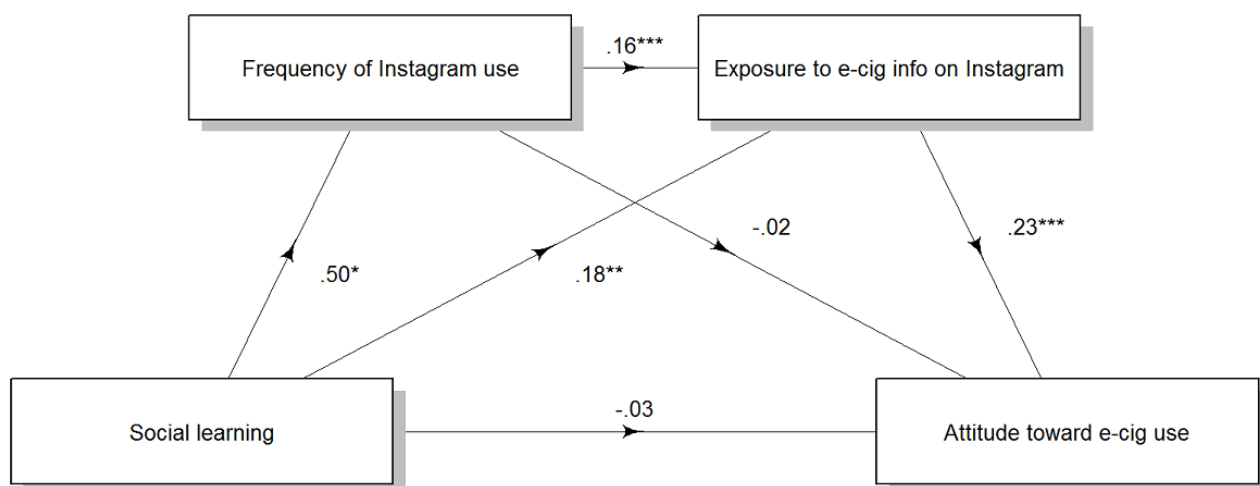 .16***
Frequency of Instagram use
Exposure to e-cig info on Instagram
-.02
.23***
.50*
.18**
-.03
Social learning
Attitude toward e-cig use